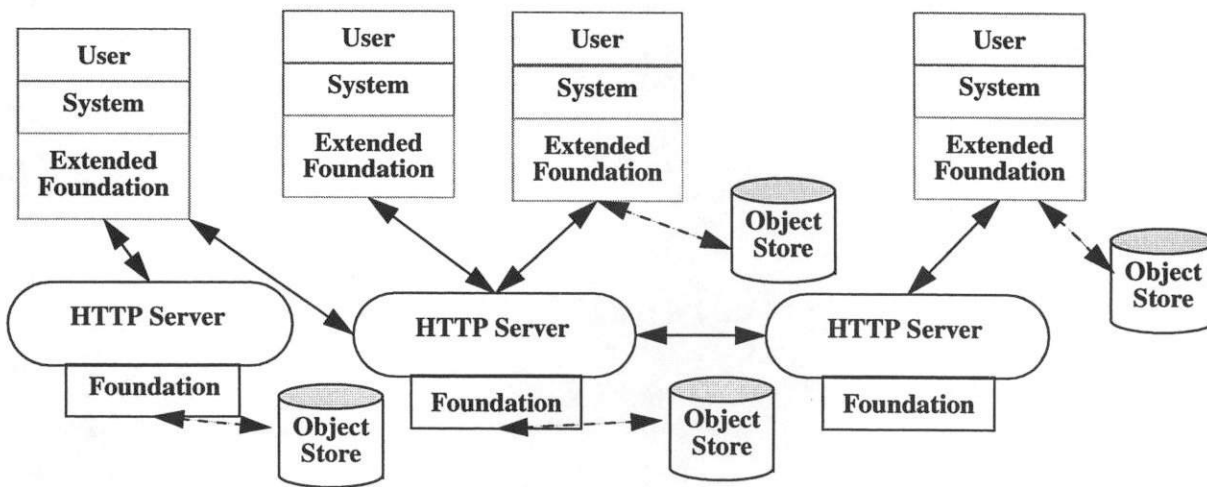 User
System
Extended
Foundation
User
System
Extended
Foundation
User
System
Extended
Foundation
User
System
Extended
Foundation
Object
Store
Object
Store
HTTP Server
HTTP Server
HTTP Server
Foundation
Foundation
Foundation
Object
Store
Object
Store